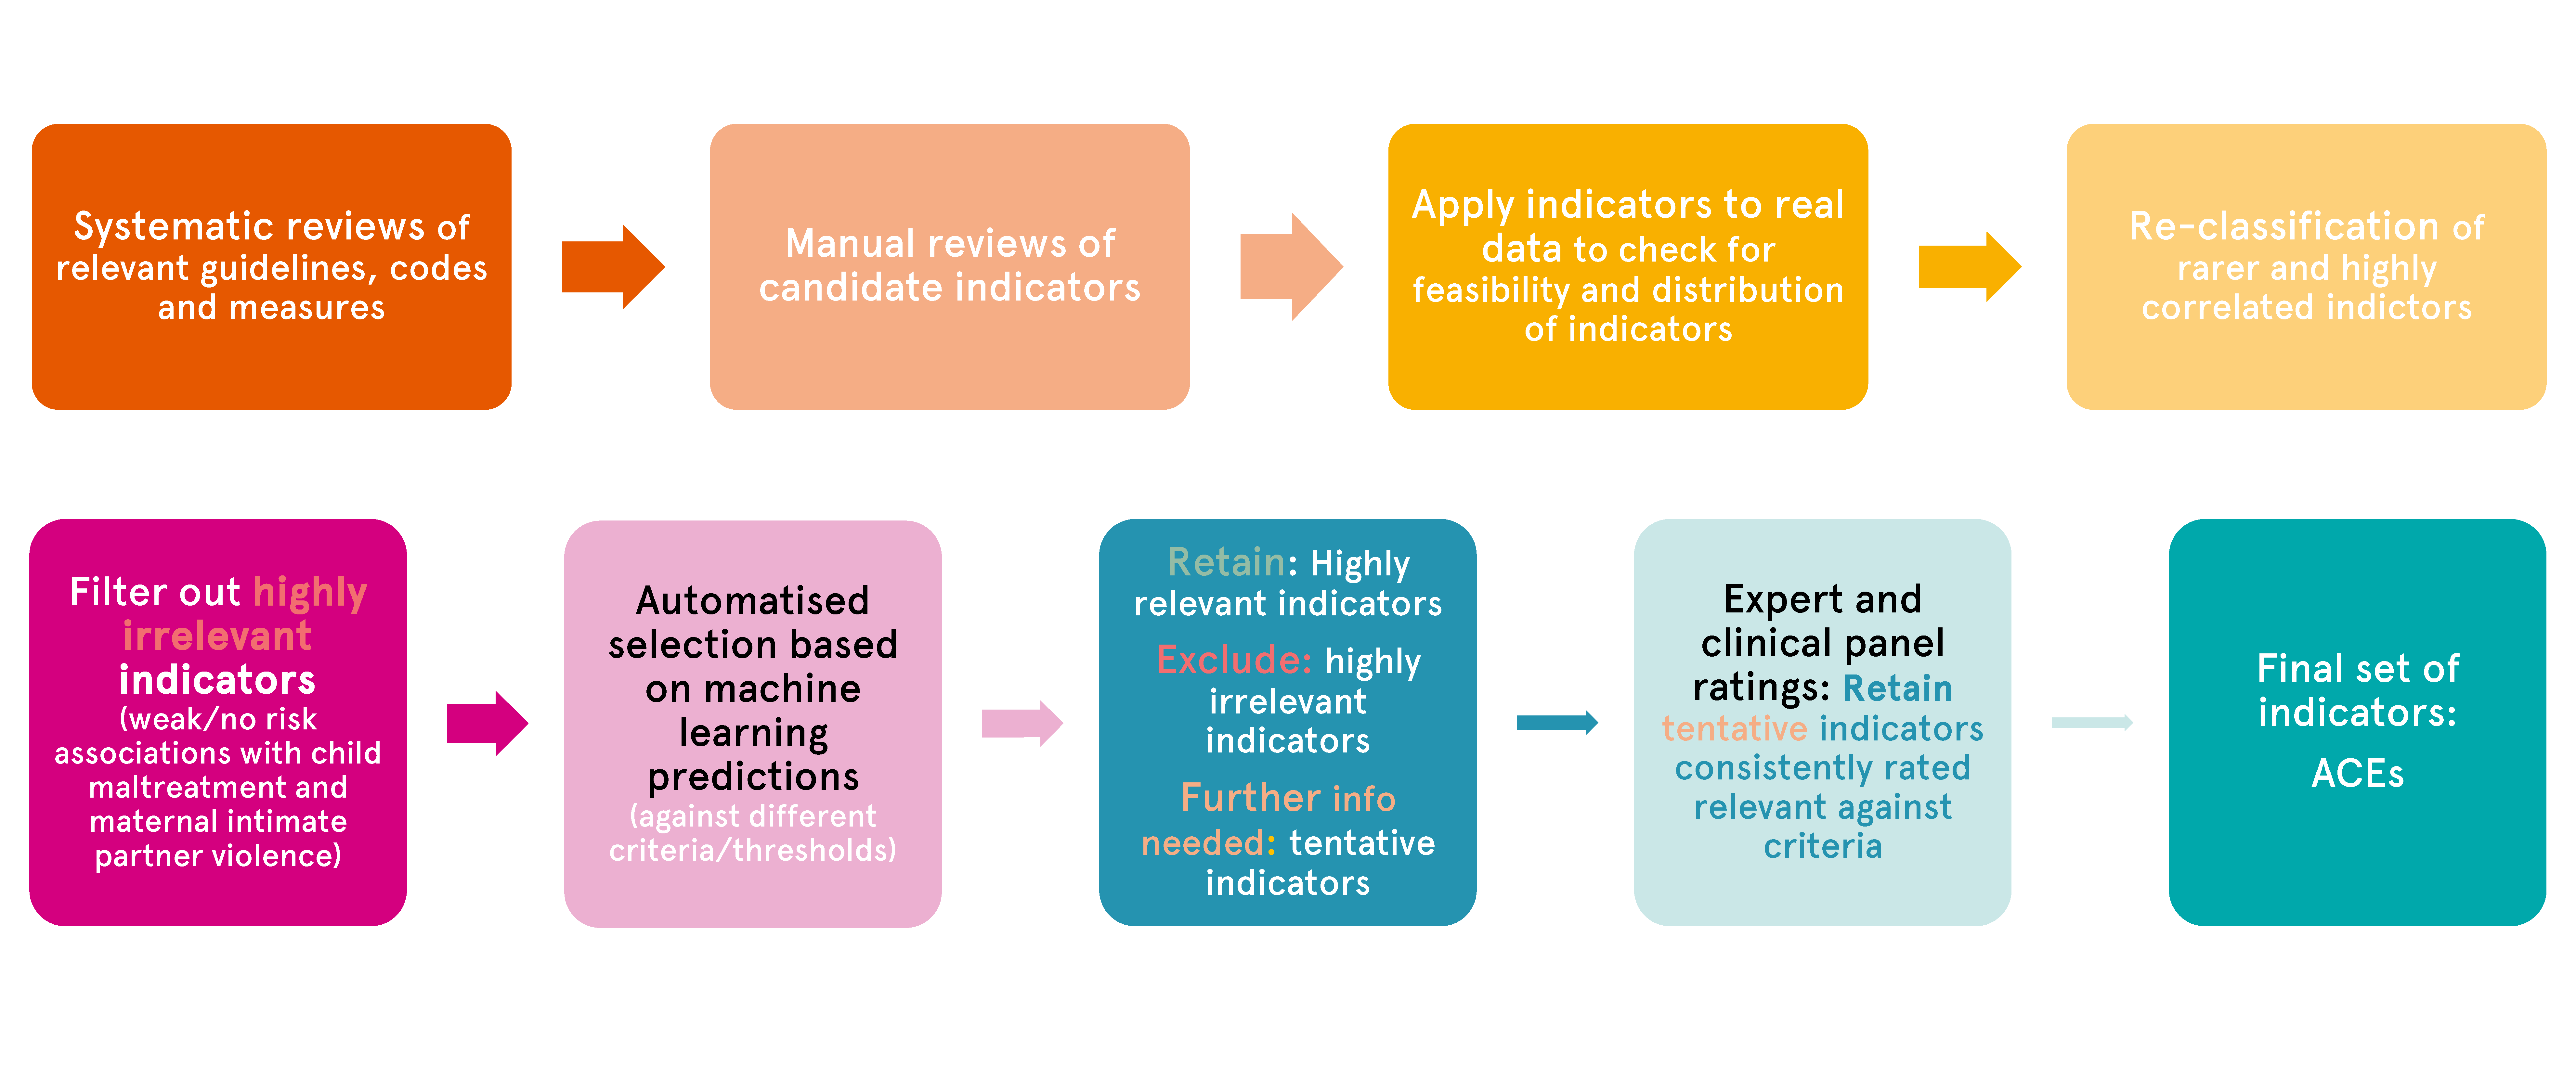 Systematic reviews of
relevant guidelines, codes
and measures
Manual reviews of
candidate indicators
Apply indicators to real
data to check for
feasibility and distribution
of indicators
Re-classification of
rarer and highly
correlated indictors
Filter out highly
irrelevant
indicators
(weak/no risk
associations with child
maltreatment and
maternal intimate
partner violence)
Automatised
selection based
on machine
learning
predictions
(against different
criteria/thresholds)
Retain: Highly
relevant indicators
Exclude: highly
irrelevant
indicators
Further info
needed: tentative
indicators
Expert and
clinical panel
ratings: Retain
tentative indicators
consistently rated
relevant against
criteria
Final set of
indicators:
ACEs